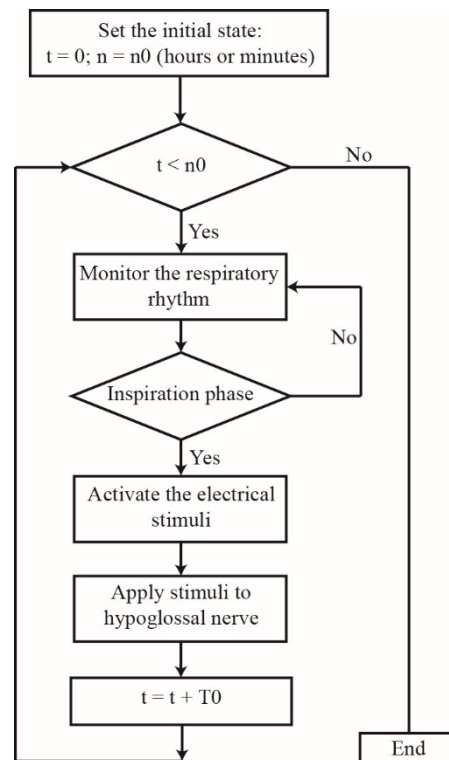 Set the initial state:
t = 0; n = n0 (hours or minutes)
t < n0
No
Yes
Monitor the respiratory
rhythm
No
Inspiration phase
Yes
Activate the electrical
stimuli
Apply stimuli to
hypoglossal nerve
t = t + T0
End